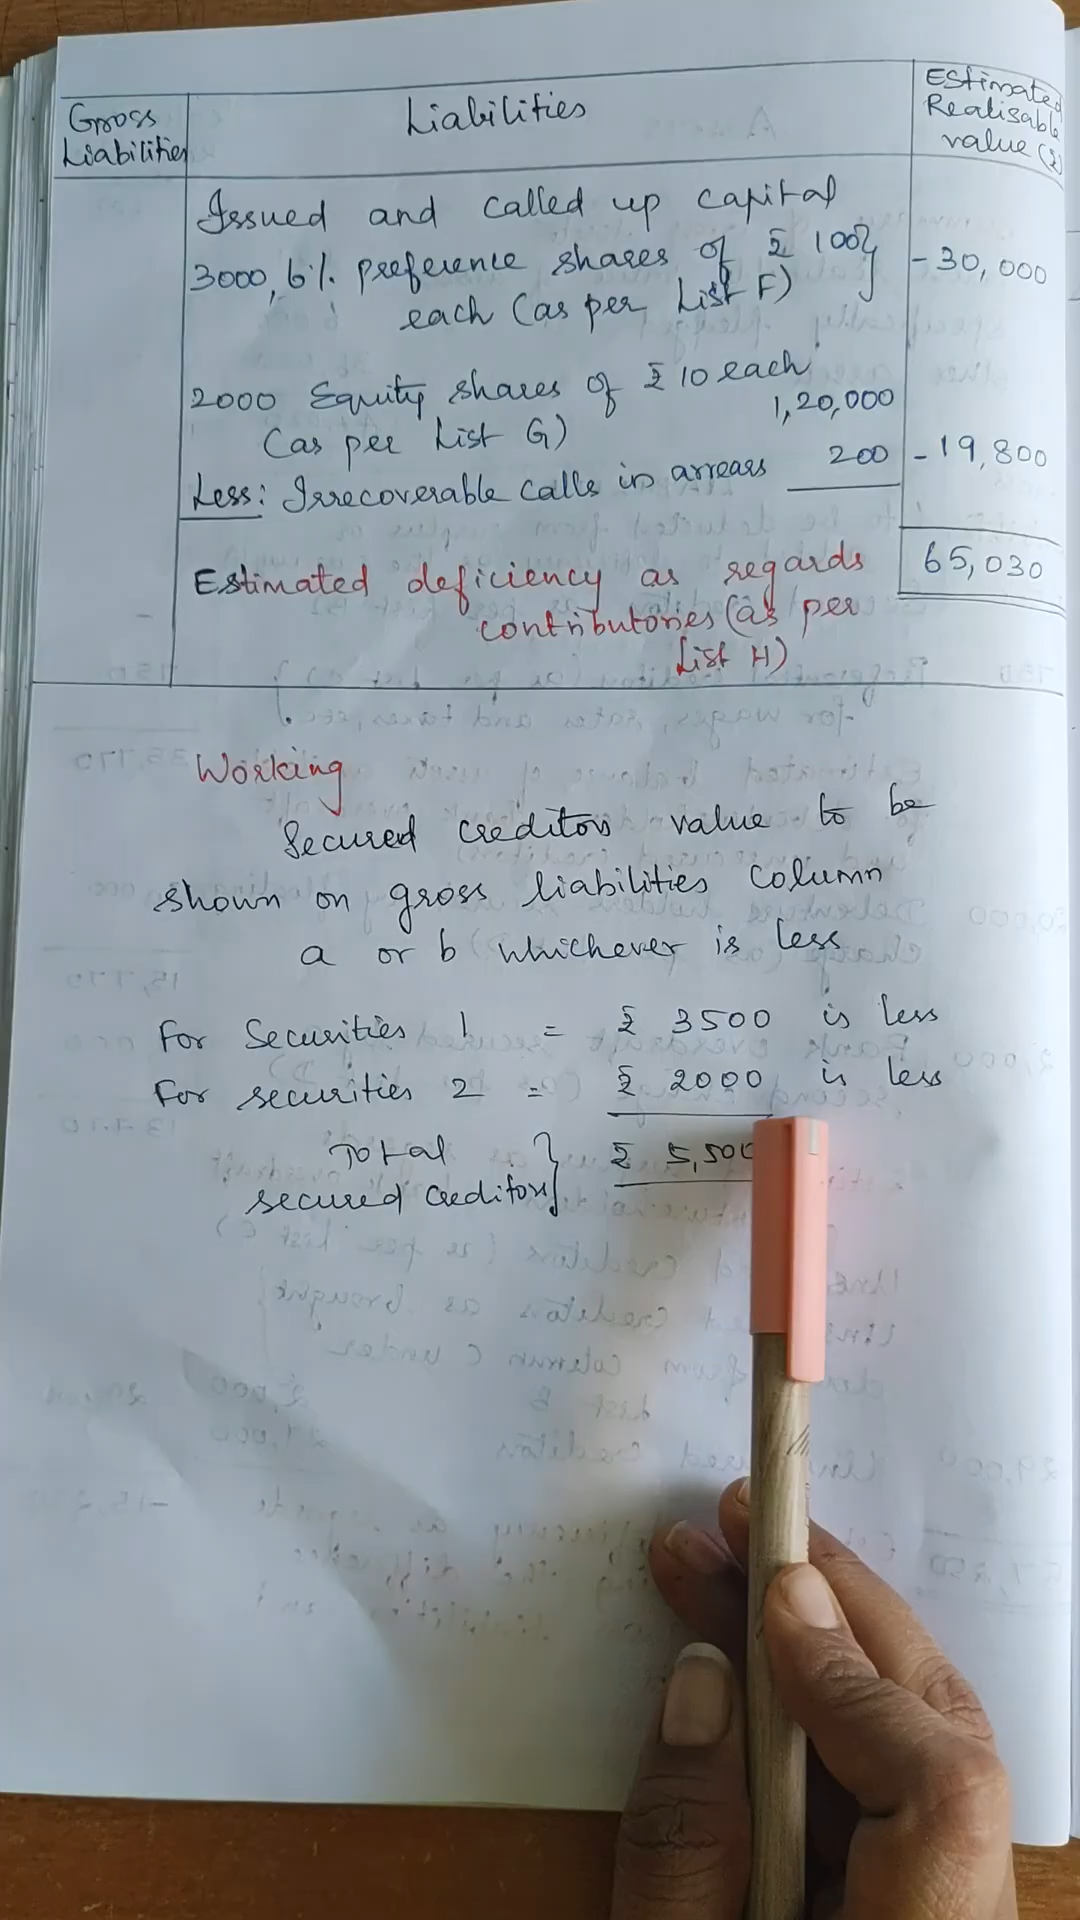 Gross
Liabilities
Liabilities
Estimated
Realisable
value (₹)
Issued and called up capital
3000, 6% preference shares of ₹ 100
each (as per List F)
- 30,000
2000 Equity shares of ₹ 10 each
1,20,000
(as per List G)
Less: Irrecoverable calls in arrears 200
- 19,800
65,030
Estimated deficiency as regards
contributories (as per
List H)
Working
Secured creditors value to be
shown on gross liabilities column
a or b whichever is less
For Securities 1 = ₹ 3500 is less
For securities 2 = ₹ 2000 is less
Total
secured creditors
₹ 5,500